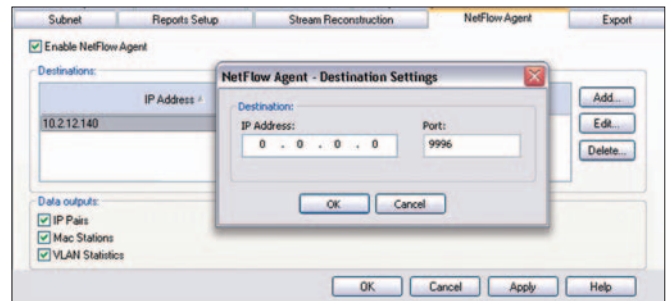 Subnet
Reports Setup
Stream Reconstruction
NetFlow Agent
Export
Enable NetFlow Agent
Destinations:
IP Address
10.2.12.140
Add...
Edit...
Delete...
NetFlow Agent - Destination Settings
Destination:
IP Address:
Port:
0 . 0 . 0 . 0
9996
OK
Cancel
Data outputs:
IP Pairs
Mac Stations
VLAN Statistics
OK
Cancel
Apply
Help